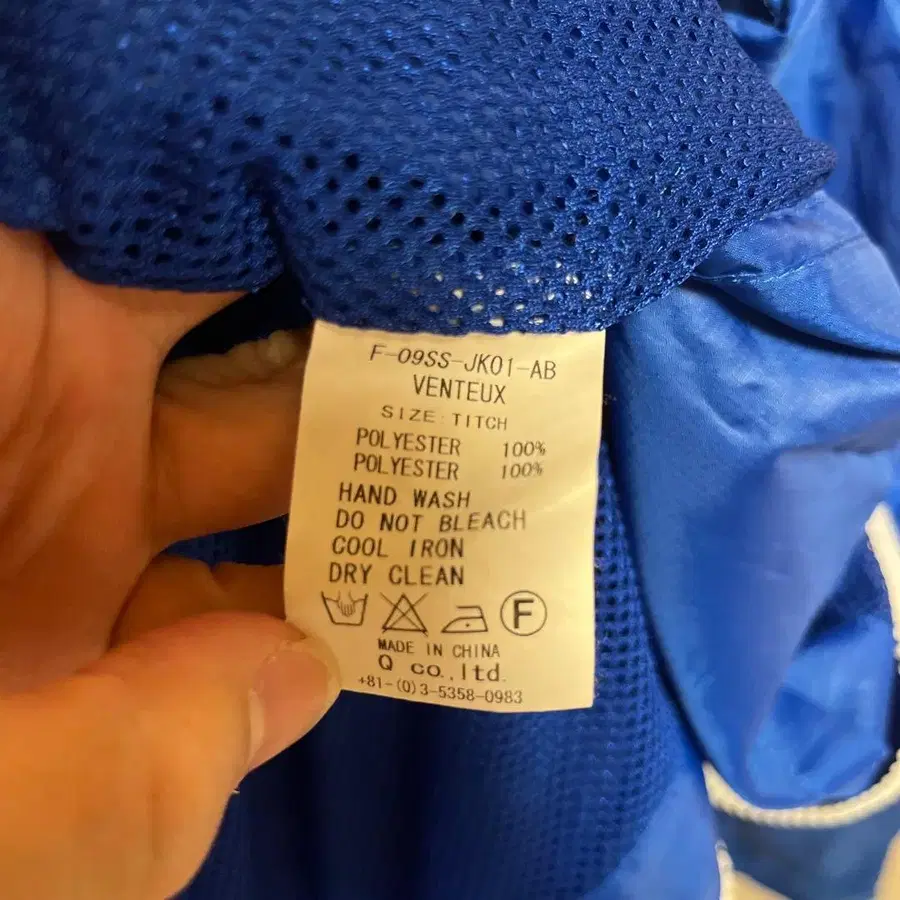 F-09SS-JK01-AB
VENTEUX
SIZE:TITCH
POLYESTER 100%
POLYESTER 100%
HAND WASH
DO NOT BLEACH
COOL IRON
DRY CLEAN
F
MADE IN CHINA
Q co.,ltd.
+81-(0)3-5358-0983